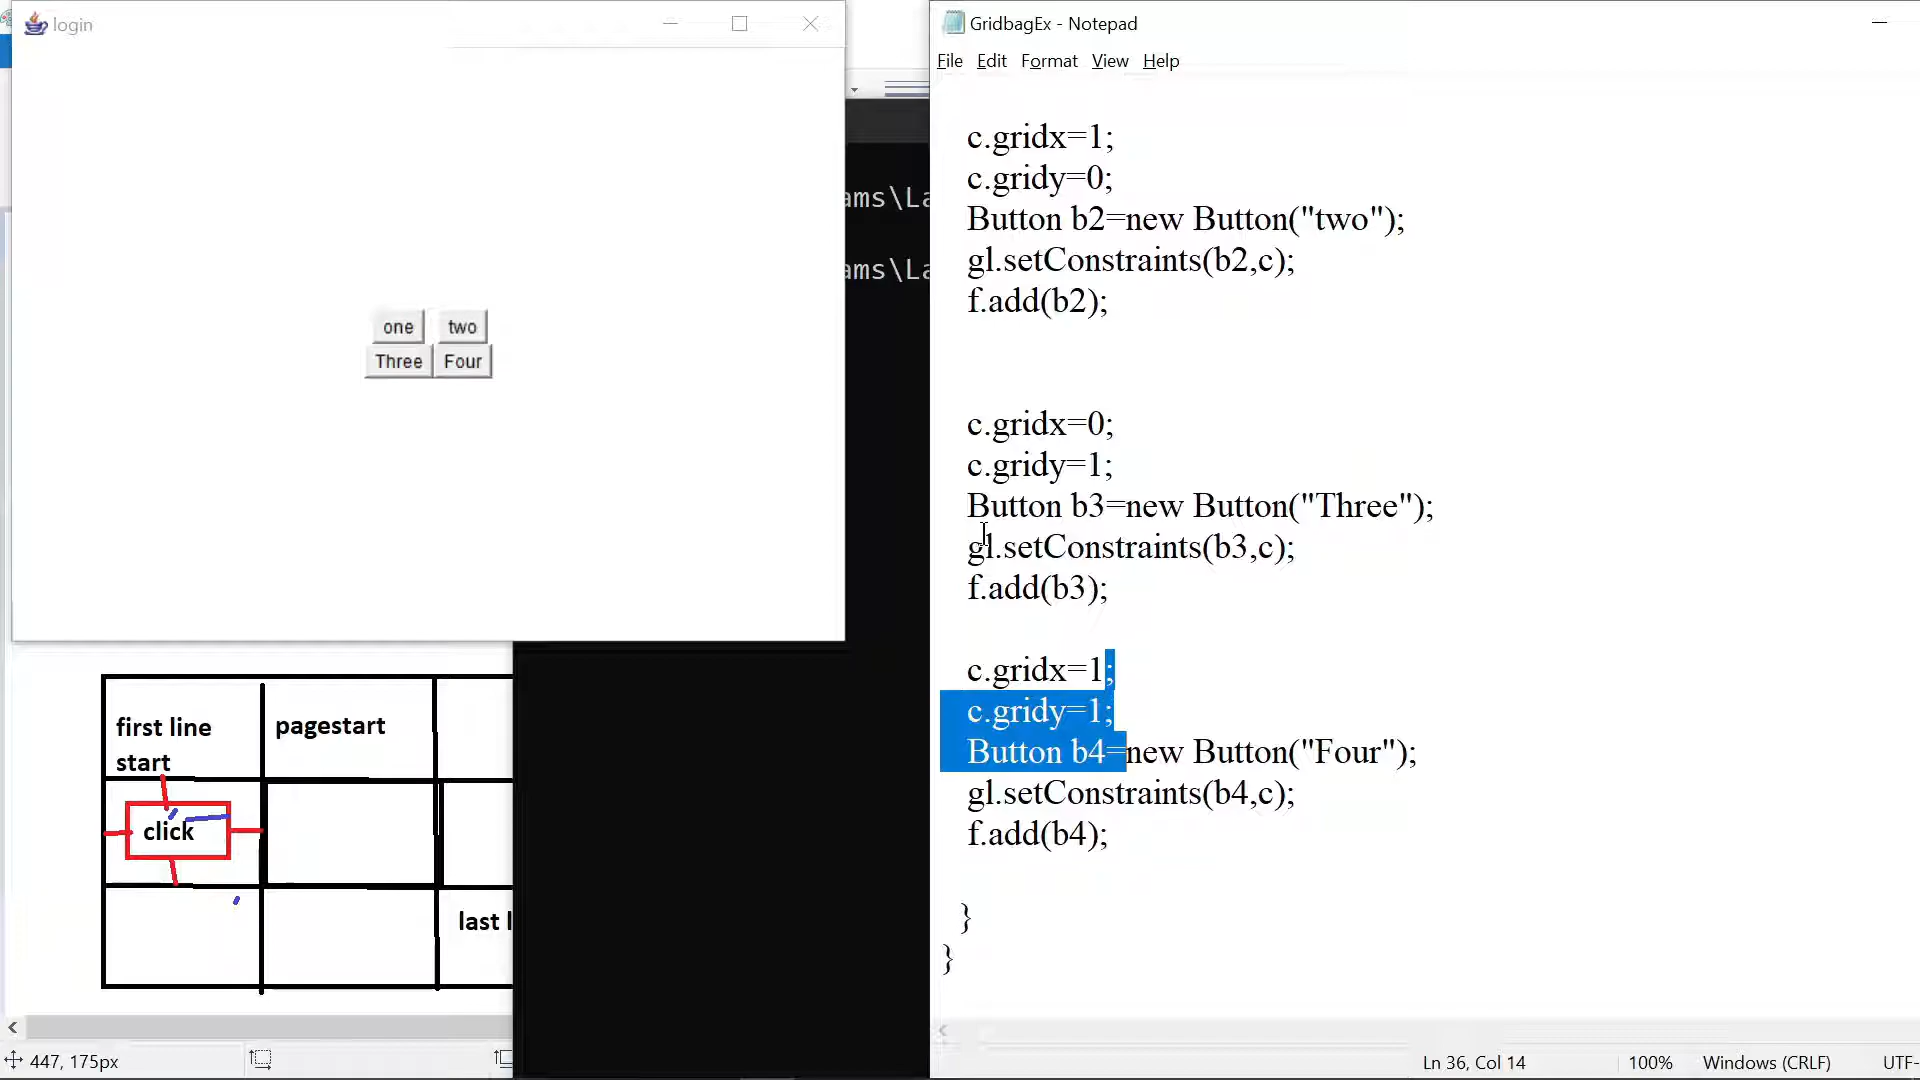 login
one two
Three Four
ams\La
ams\La
first line
start
pagestart
click
last l
447, 175px
GridbagEx - Notepad
File Edit Format View Help
c.gridx=1;
c.gridy=0;
Button b2=new Button("two");
gl.setConstraints(b2,c);
f.add(b2);
c.gridx=0;
c.gridy=1;
Button b3=new Button("Three");
gl.setConstraints(b3,c);
f.add(b3);
c.gridx=1;
c.gridy=1;
Button b4=new Button("Four");
gl.setConstraints(b4,c);
f.add(b4);
}
}
Ln 36, Col 14 100% Windows (CRLF) UTF-